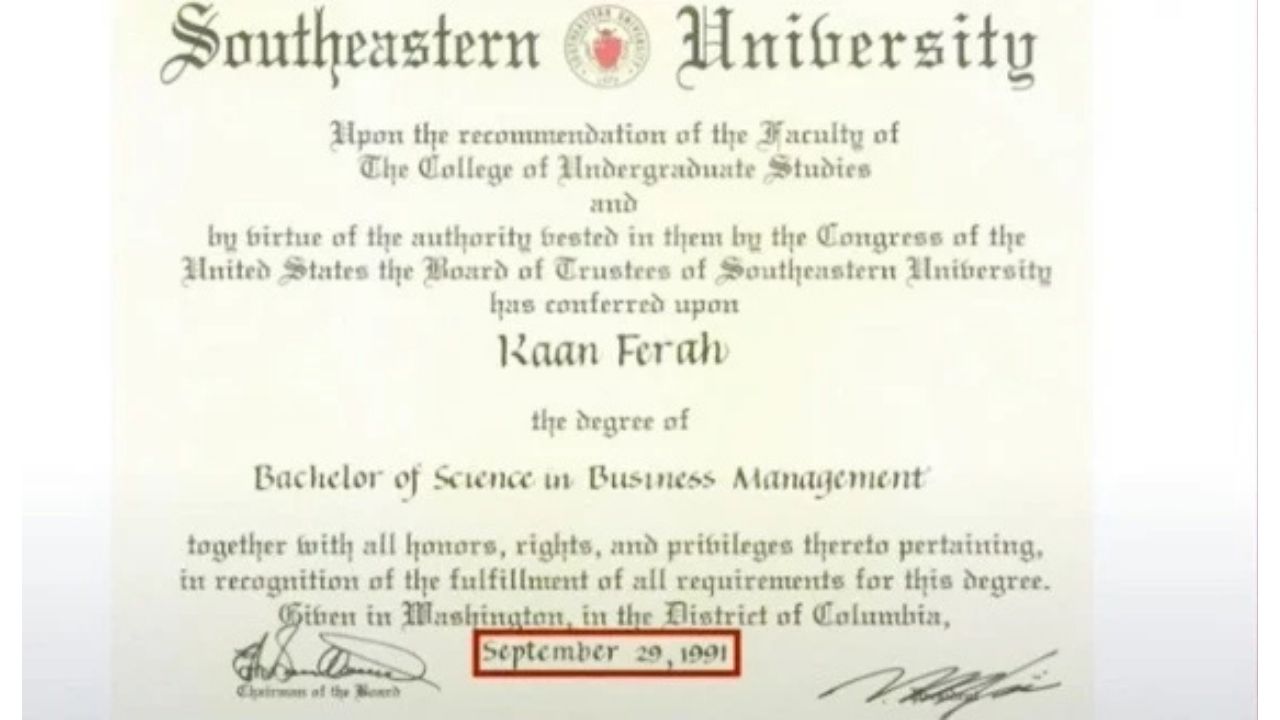 Southeastern University
Upon the recommendation of the Faculty of
The College of Undergraduate Studies
and
by virtue of the authority vested in them by the Congress of the
United States the Board of Trustees of Southeastern University
has conferred upon
Kaan Ferah
the degree of
Bachelor of Science in Business Management
together with all honors, rights, and privileges thereto pertaining,
in recognition of the fulfillment of all requirements for this degree.
Given in Washington, in the District of Columbia,
September 29, 1991
Chairman of the Board
President